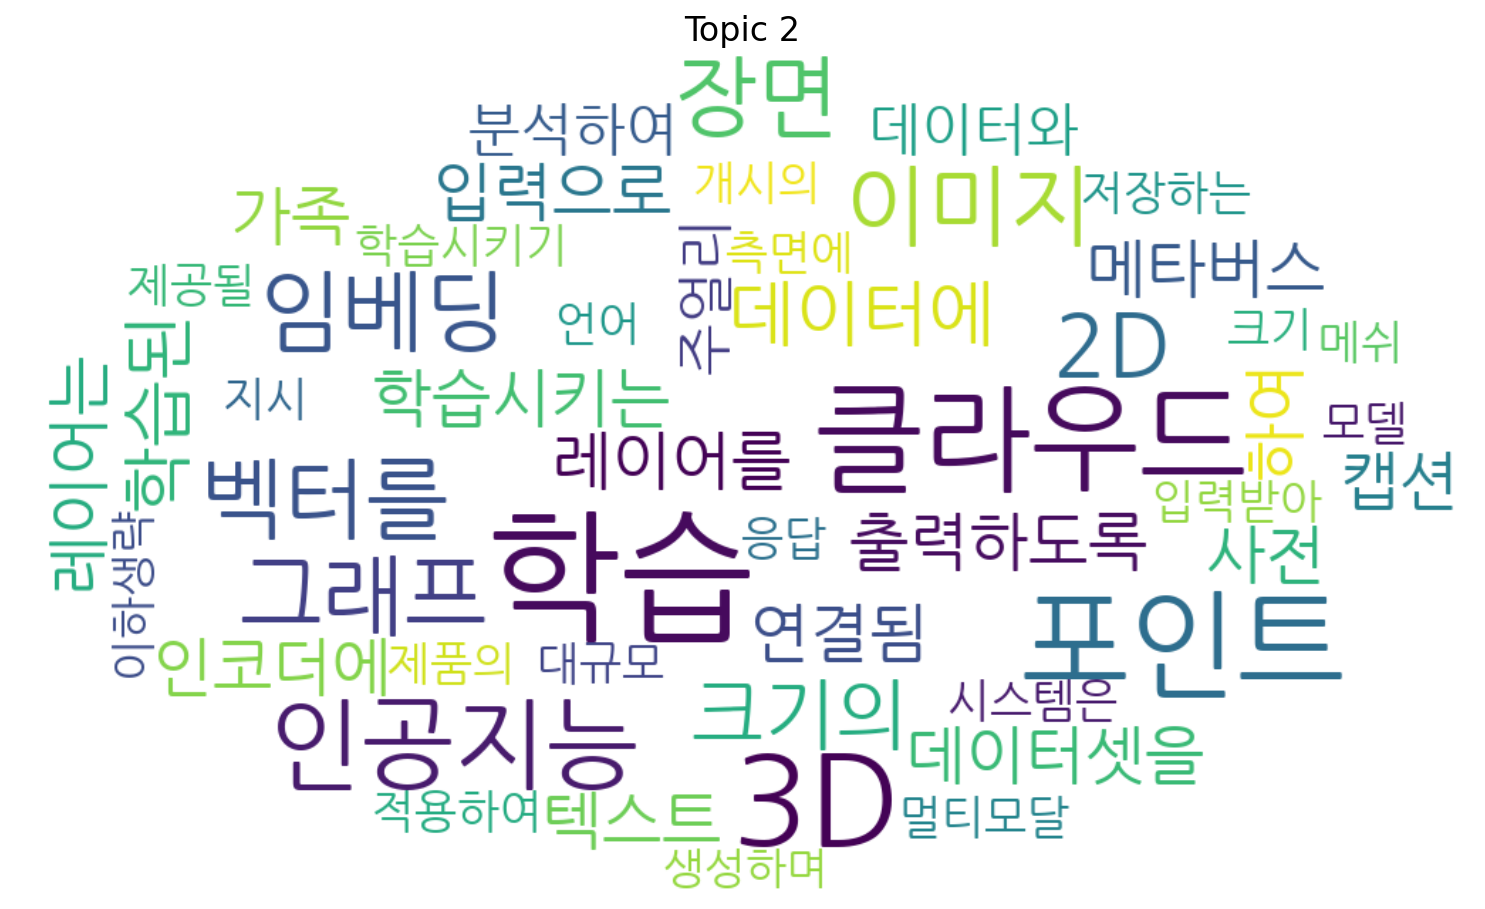 Topic 2
장면
분석하여
데이터와
입력으로
개시의
이미지
저장하는
가족
학습시키기
주얼리
측면에
메타버스
제공될
임베딩
언어
데이터에
2D
크기
메쉬
레이어는
학습된
지시
학습시키는
레이어를
클라우드
하여
모델
캡션
벡터를
입력받아
이하생략
그래프
학습
응답
출력하도록
사전
인코더에
제품의
대규모
연결됨
포인트
인공지능
크기의
시스템은
데이터셋을
적용하여
텍스트
3D
멀티모달
생성하며